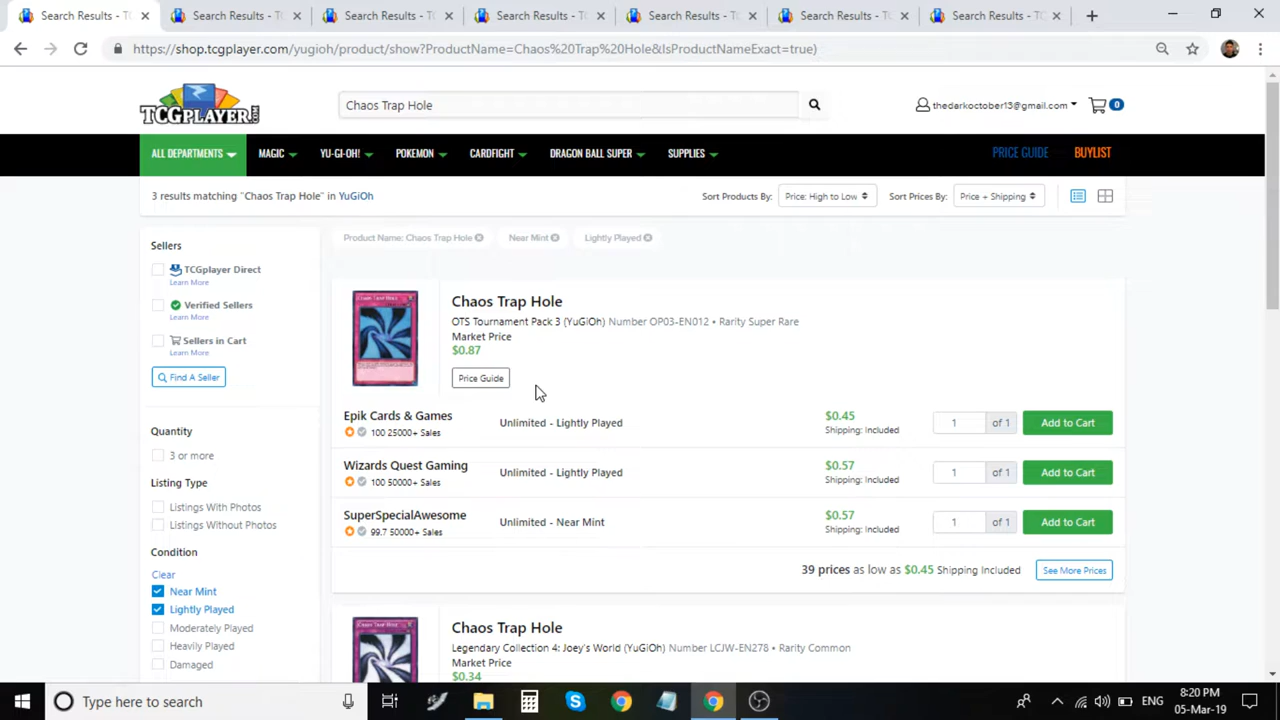 Search Results - Search Results - Search Results - Search Results - Search Results - Search Results - Search Results -
https://shop.tcgplayer.com/yugioh/product/show?ProductName=Chaos%20Trap%20Hole&IsProductNameExact=true)
TCGPLAYER.COM
Chaos Trap Hole
thedarkoctober13@gmail.com
0
ALL DEPARTMENTS MAGIC YU-GI-OH! POKEMON CARDFIGHT DRAGON BALL SUPER SUPPLIES PRICE GUIDE BUYLIST
3 results matching "Chaos Trap Hole" in YuGiOh
Sort Products By: Price: High to Low Sort Prices By: Price + Shipping
Product Name: Chaos Trap Hole Near Mint Lightly Played
Sellers
TCGplayer Direct
Learn More
Verified Sellers
Learn More
Sellers in Cart
Learn More
Find A Seller
Quantity
3 or more
Listing Type
Listings With Photos
Listings Without Photos
Condition
Clear
Near Mint
Lightly Played
Moderately Played
Heavily Played
Damaged
Chaos Trap Hole
OTS Tournament Pack 3 (YuGiOh) Number OP03-EN012 • Rarity Super Rare
Market Price
$0.87
Price Guide
Epik Cards & Games
100 25000+ Sales
Unlimited - Lightly Played
$0.45
Shipping: Included
1 of 1 Add to Cart
Wizards Quest Gaming
100 50000+ Sales
Unlimited - Lightly Played
$0.57
Shipping: Included
1 of 1 Add to Cart
SuperSpecialAwesome
99.7 50000+ Sales
Unlimited - Near Mint
$0.57
Shipping: Included
1 of 1 Add to Cart
39 prices as low as $0.45 Shipping Included See More Prices
Chaos Trap Hole
Legendary Collection 4: Joey's World (YuGiOh) Number LCJW-EN278 • Rarity Common
Market Price
$0.34
Type here to search
ENG
8:20 PM
05-Mar-19